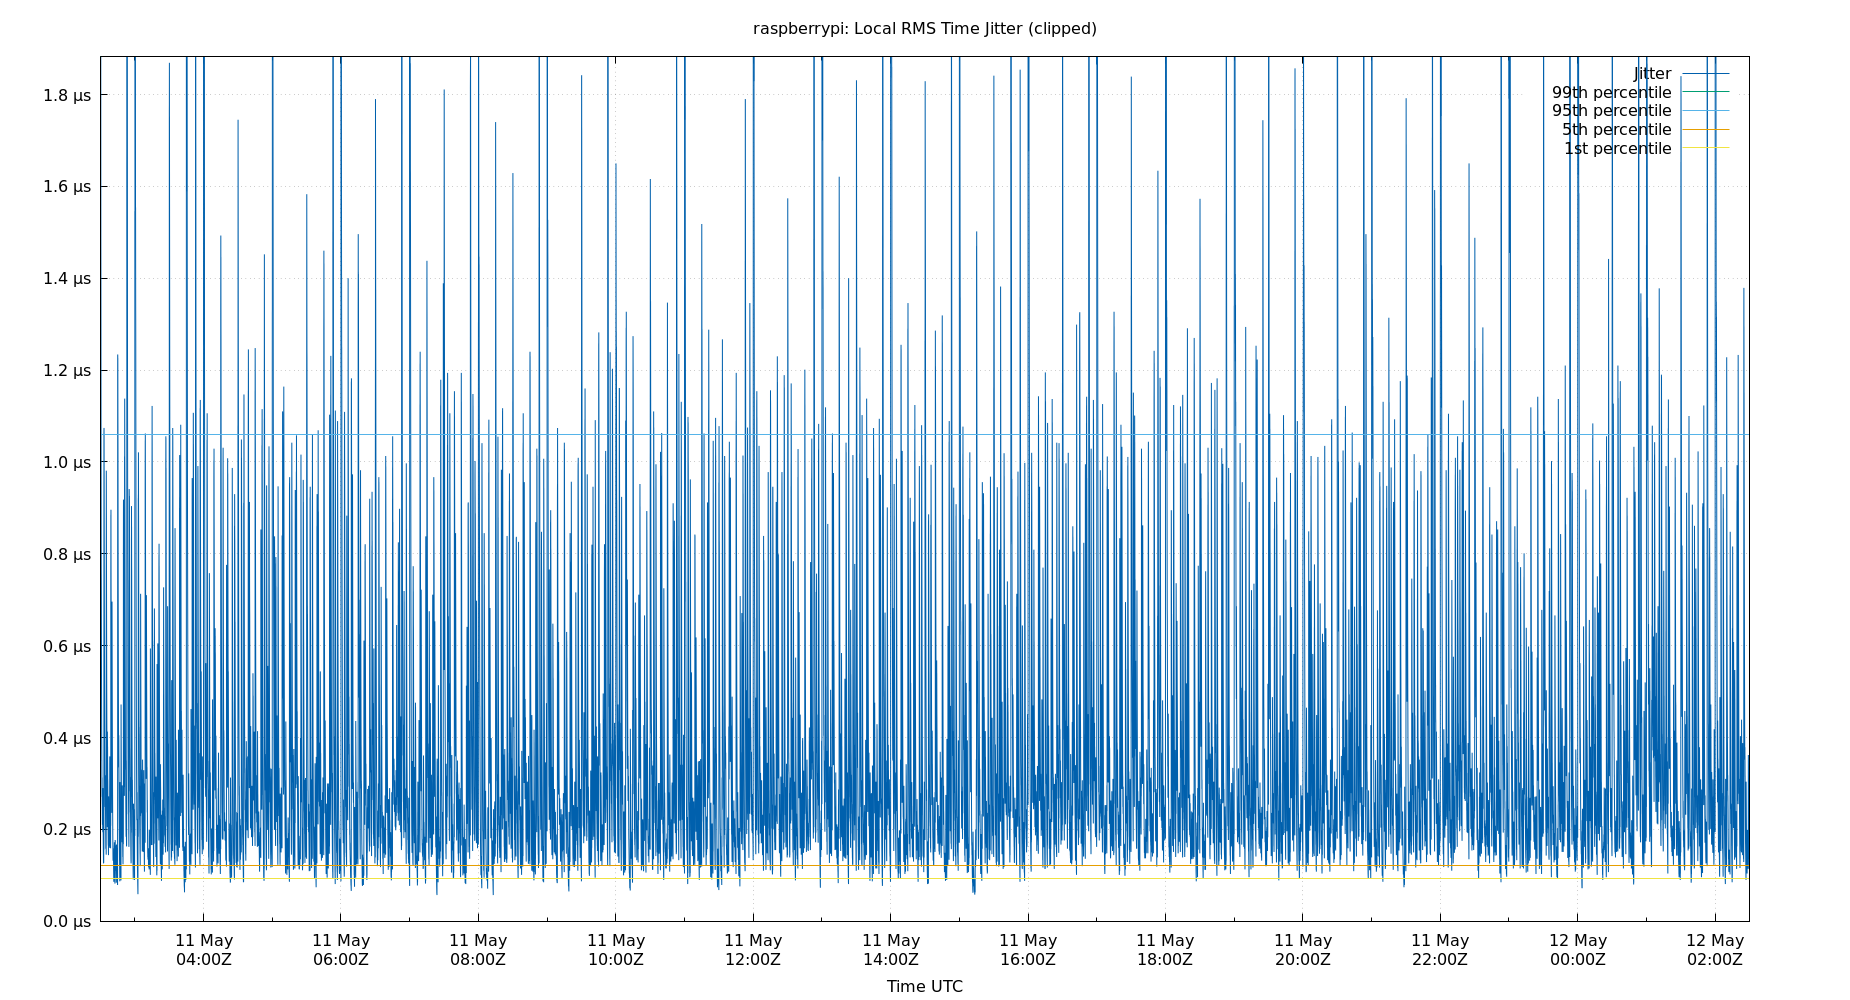 raspberrypi: Local RMS Time Jitter (clipped)
Jitter
99th percentile
95th percentile
5th percentile
1st percentile
1.8 µs
1.6 µs
1.4 µs
1.2 µs
1.0 µs
0.8 µs
0.6 µs
0.4 µs
0.2 µs
0.0 µs
11 May 11 May 11 May 11 May 11 May 11 May 11 May 11 May 11 May 11 May 12 May 12 May
04:00Z 06:00Z 08:00Z 10:00Z 12:00Z 14:00Z 16:00Z 18:00Z 20:00Z 22:00Z 00:00Z 02:00Z
Time UTC